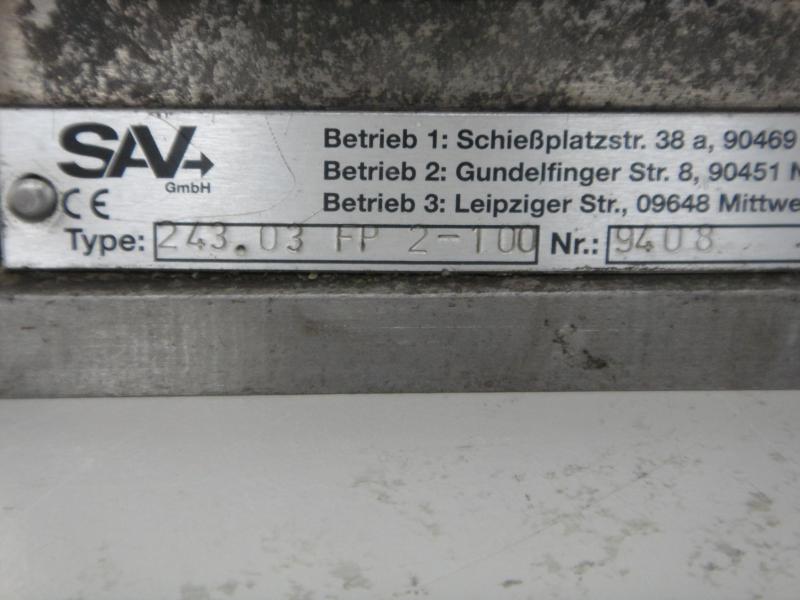 SAV
GmbH
CE
Betrieb 1: Schießplatzstr. 38 a, 90469
Betrieb 2: Gundelfinger Str. 8, 90451 N
Betrieb 3: Leipziger Str., 09648 Mittwe
Type: 243.03 FP 2-100 Nr.: 9408